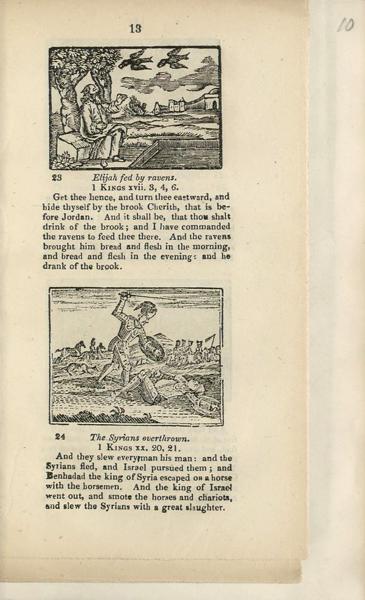 13
10
23 Elijah fed by ravens.
1 KINGS xvii. 3, 4, 6.
Get thee hence, and turn thee eastward, and
hide thyself by the brook Cherith, that is be-
fore Jordan. And it shall be, that thou shalt
drink of the brook; and I have commanded
the ravens to feed thee there. And the ravens
brought him bread and flesh in the morning,
and bread and flesh in the evening: and he
drank of the brook.
24 The Syrians overthrown.
1 KINGS xx. 20, 21.
And they slew every man his man: and the
Syrians fled, and Israel pursued them; and
Benhadad the king of Syria escaped on a horse
with the horsemen. And the king of Israel
went out, and smote the horses and chariots,
and slew the Syrians with a great slaughter.